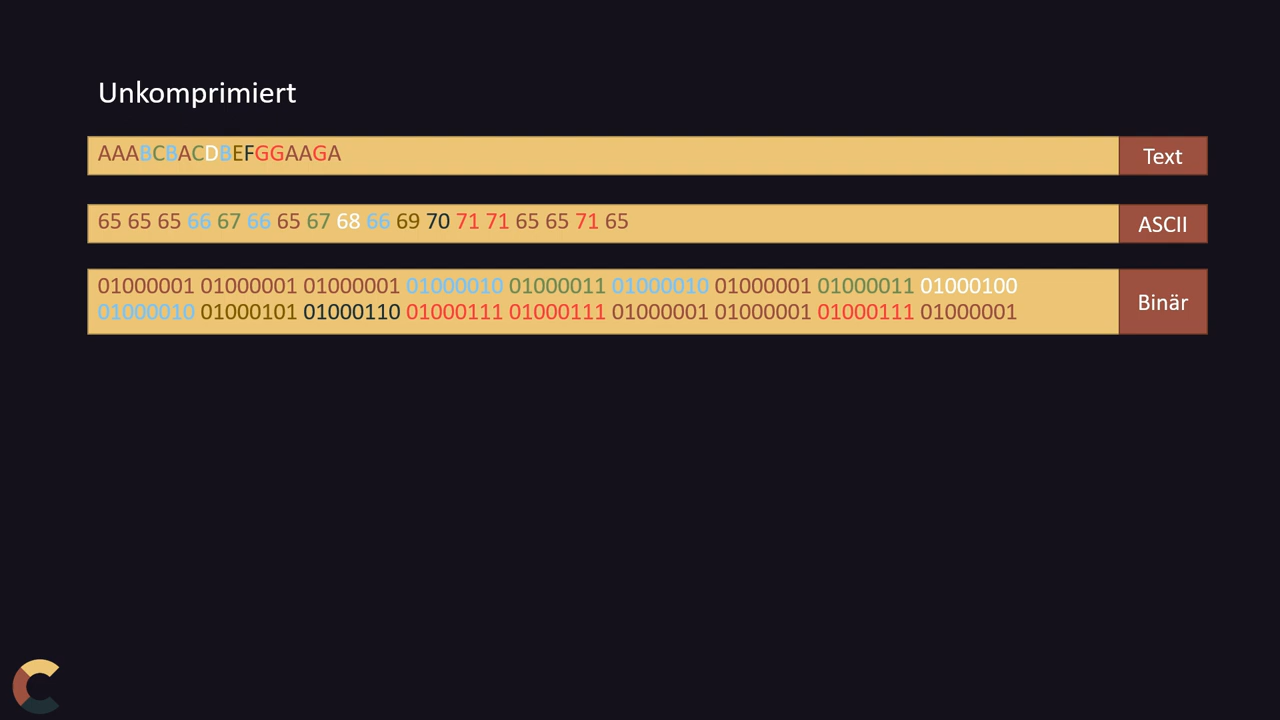 Unkomprimiert
AAABCBACDBEFGGAAGA
Text
65 65 65 66 67 66 65 67 68 66 69 70 71 71 65 65 71 65
ASCII
01000001 01000001 01000001 01000010 01000011 01000010 01000001 01000011 01000100
01000010 01000101 01000110 01000111 01000111 01000001 01000001 01000111 01000001
Binär